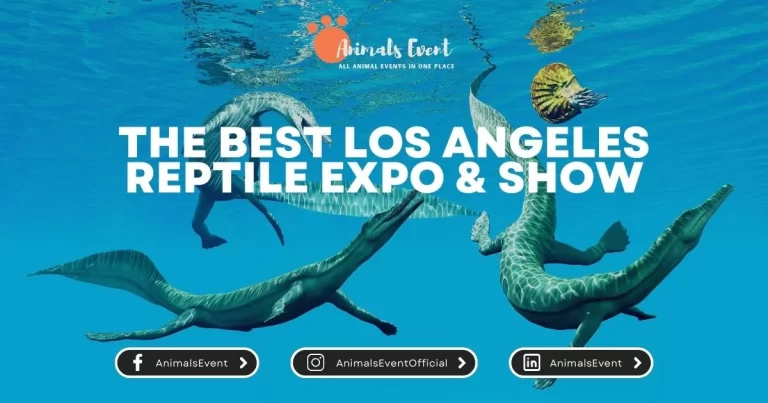 Animals Event
ALL ANIMAL EVENTS IN ONE PLACE
THE BEST LOS ANGELES
REPTILE EXPO & SHOW
AnimalsEvent
AnimalsEventOfficial
AnimalsEvent